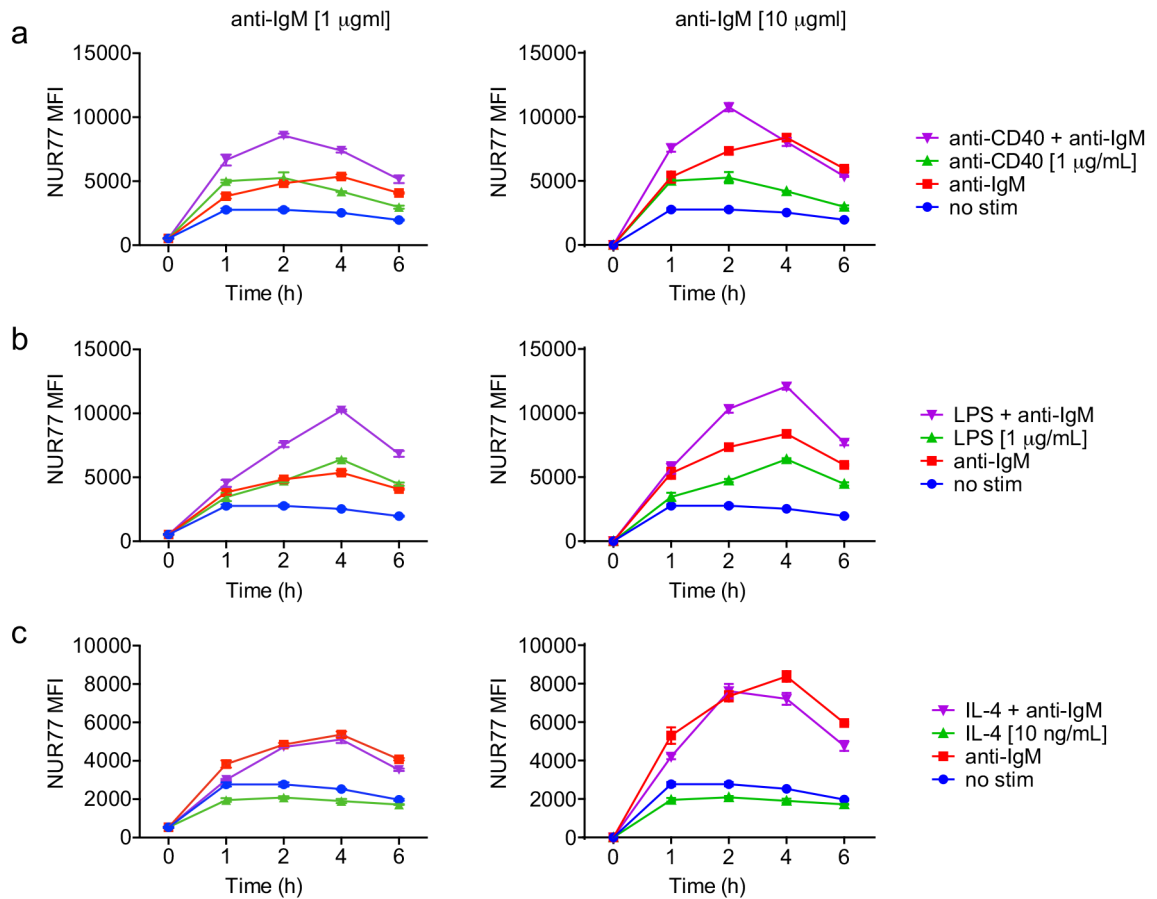 anti-IgM [1 μgml]
anti-IgM [10 μgml]
a
NUR77 MFI
15000
10000
5000
0
0 1 2 4 6
Time (h)
NUR77 MFI
15000
10000
5000
0
0 1 2 4 6
Time (h)
anti-CD40 + anti-IgM
anti-CD40 [1 μg/mL]
anti-IgM
no stim
b
NUR77 MFI
15000
10000
5000
0
0 1 2 4 6
Time (h)
NUR77 MFI
15000
10000
5000
0
0 1 2 4 6
Time (h)
LPS + anti-IgM
LPS [1 μg/mL]
anti-IgM
no stim
c
NUR77 MFI
10000
8000
6000
4000
2000
0
0 1 2 4 6
Time (h)
NUR77 MFI
10000
8000
6000
4000
2000
0
0 1 2 4 6
Time (h)
IL-4 + anti-IgM
IL-4 [10 ng/mL]
anti-IgM
no stim